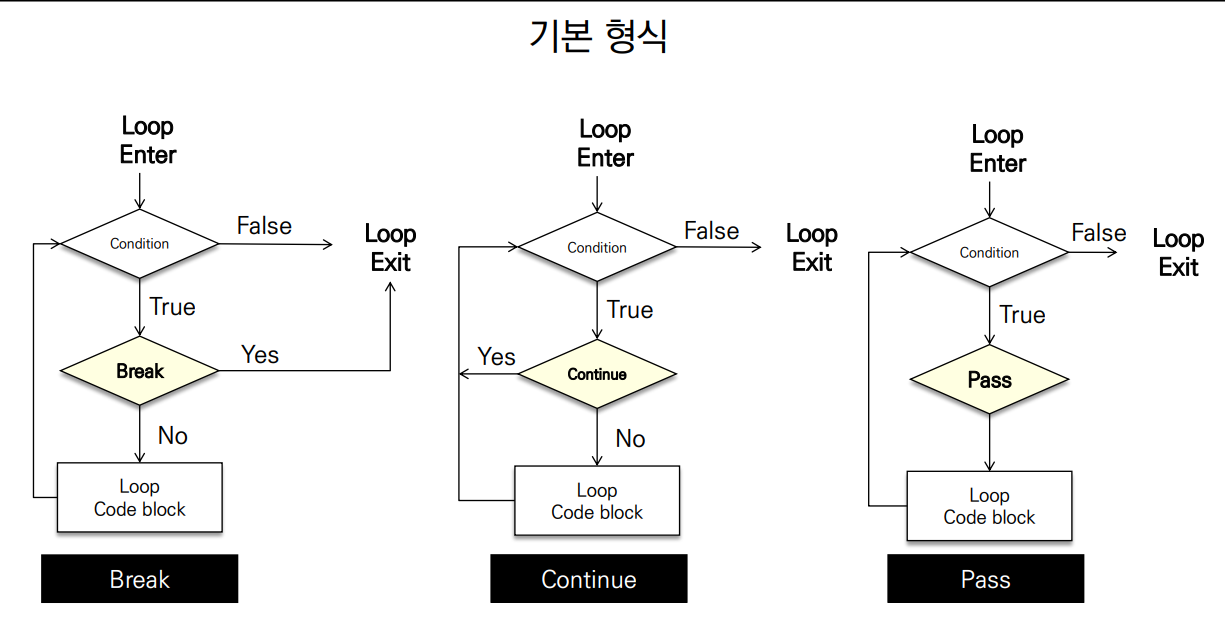 기본 형식
Loop
Enter
Condition
False
Loop
Exit
True
Break
Yes
No
Loop
Code block
Break
Loop
Enter
Condition
False
Loop
Exit
True
Yes
Continue
No
Loop
Code block
Continue
Loop
Enter
Condition
False
Loop
Exit
True
Pass
Loop
Code block
Pass